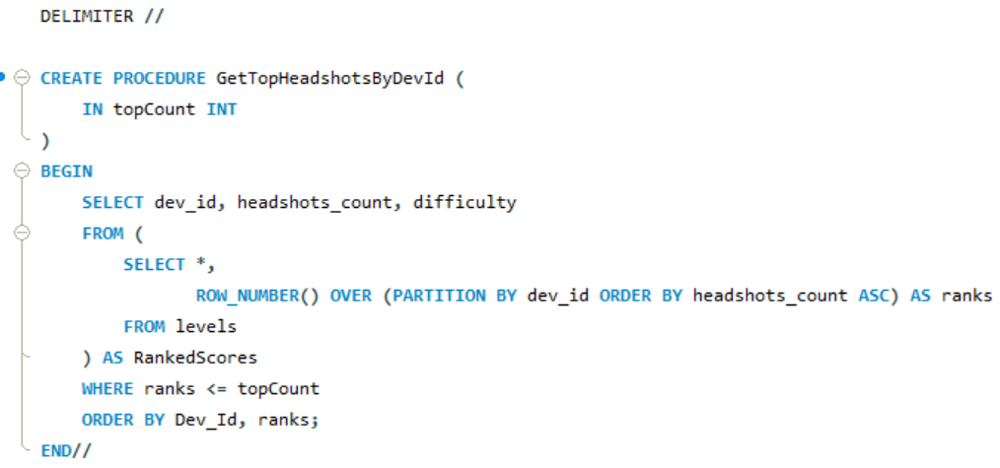 DELIMITER //
CREATE PROCEDURE GetTopHeadshotsByDevId (
IN topCount INT
)
BEGIN
SELECT dev_id, headshots_count, difficulty
FROM (
SELECT *,
ROW_NUMBER() OVER (PARTITION BY dev_id ORDER BY headshots_count ASC) AS ranks
FROM levels
) AS RankedScores
WHERE ranks <= topCount
ORDER BY Dev_Id, ranks;
END//